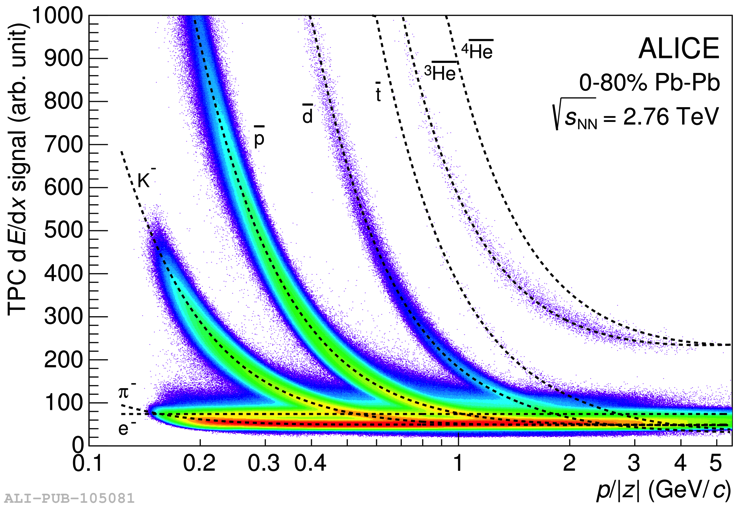 1000
900
800
700
600
500
400
300
200
100
0
TPC dE/dx signal (arb. unit)
K⁻
π⁻
e⁻
p̅
d̅
t̅
³H̅e̅
⁴H̅e̅
ALICE
0-80% Pb-Pb
√sNN = 2.76 TeV
0.1 0.2 0.3 0.4 1 2 3 4 5
p/|z| (GeV/c)
ALI-PUB-105081